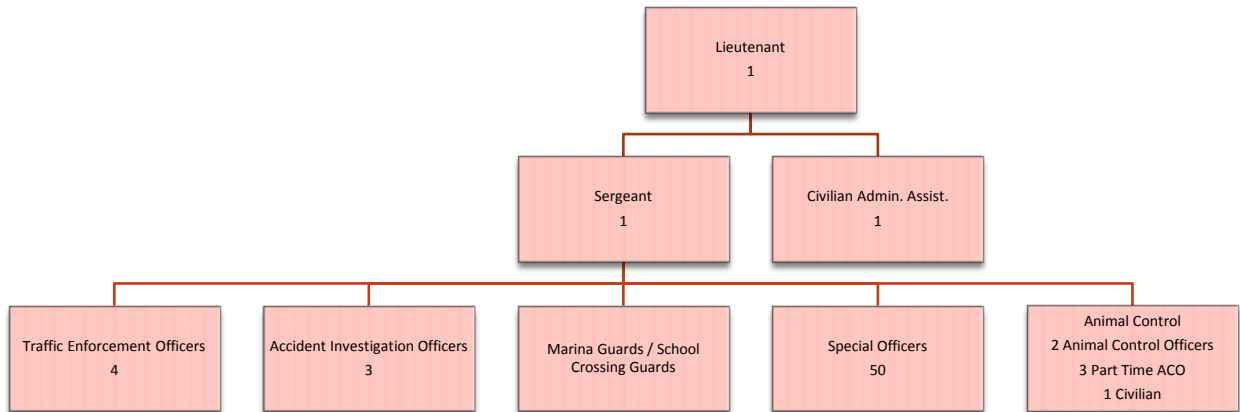 Lieutenant
1
Sergeant
1
Civilian Admin. Assist.
1
Traffic Enforcement Officers
4
Accident Investigation Officers
3
Marina Guards / School
Crossing Guards
Special Officers
50
Animal Control
2 Animal Control Officers
3 Part Time ACO
1 Civilian